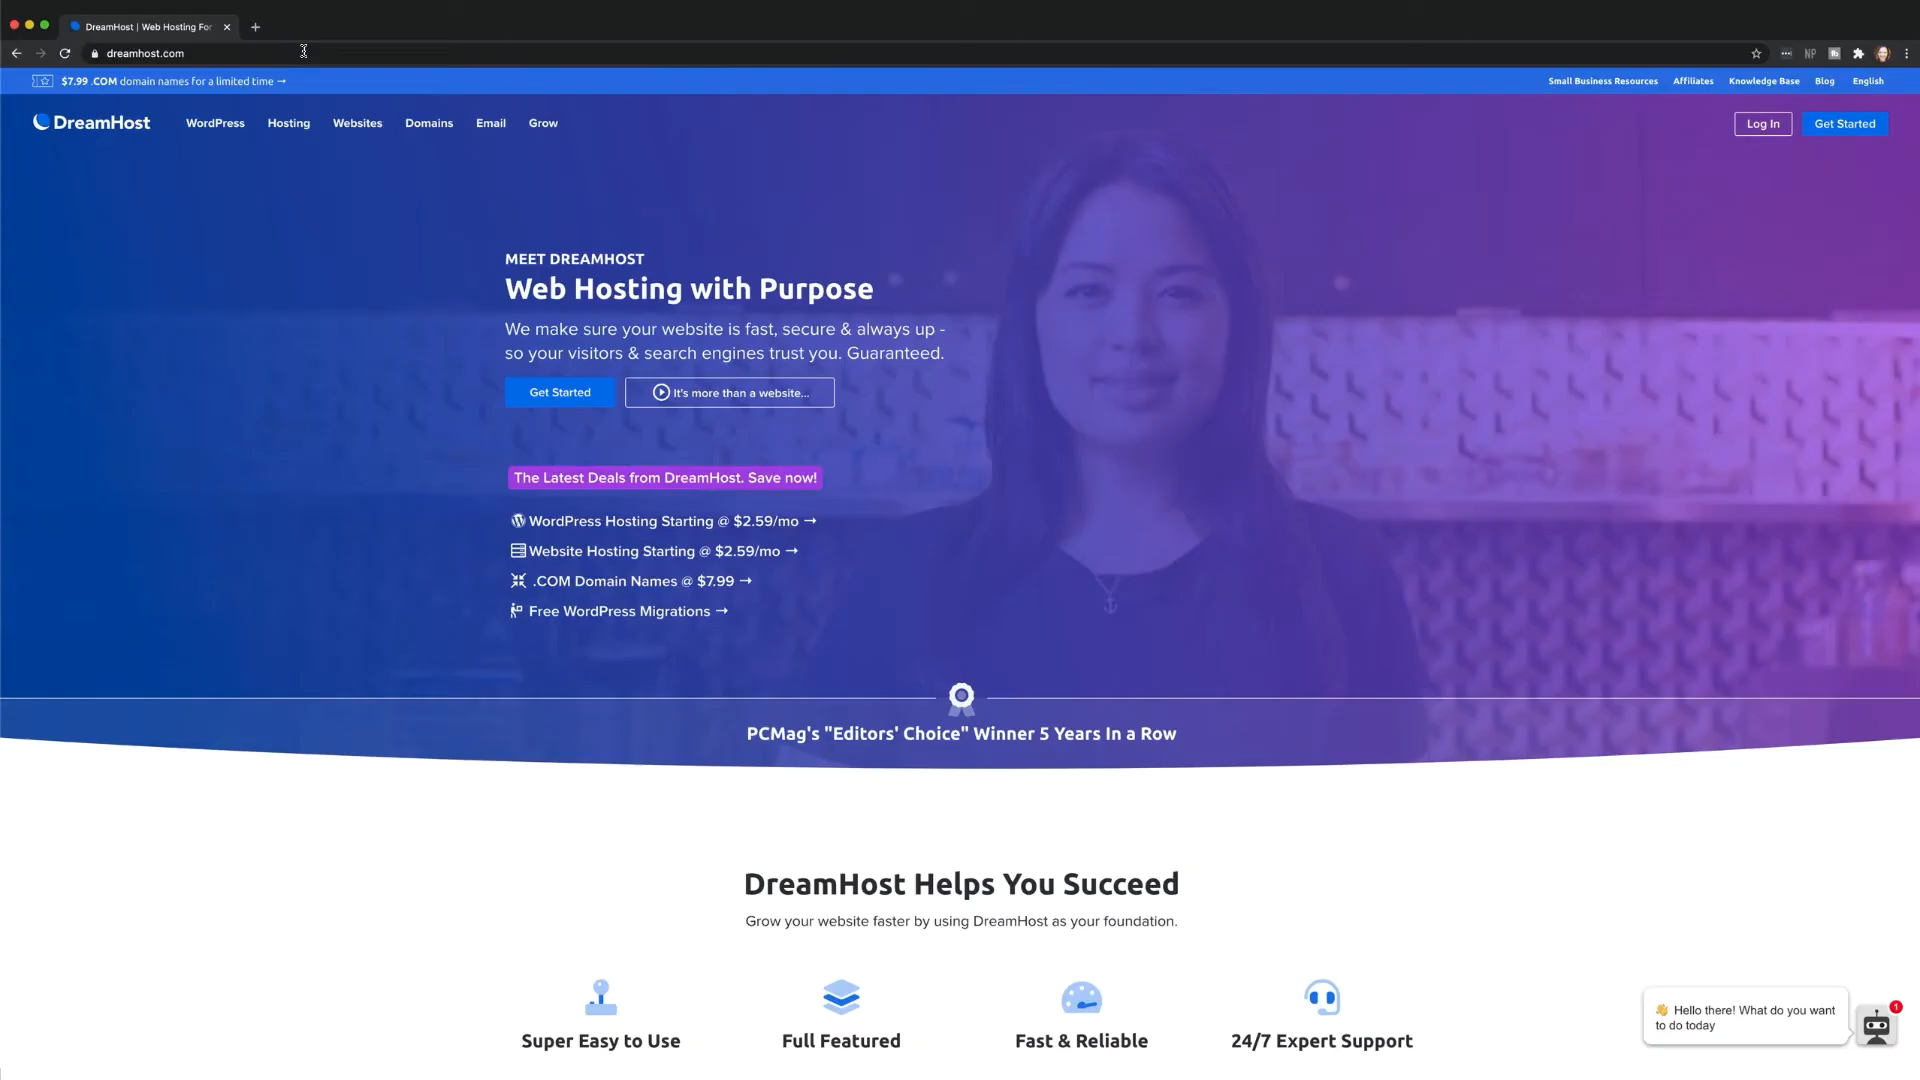 DreamHost | Web Hosting For
dreamhost.com
NP
$7.99 .COM domain names for a limited time →
Small Business Resources
Affiliates
Knowledge Base
Blog
English
DreamHost
WordPress
Hosting
Websites
Domains
Email
Grow
Log In
Get Started
MEET DREAMHOST
Web Hosting with Purpose
We make sure your website is fast, secure & always up -
so your visitors & search engines trust you. Guaranteed.
Get Started
It's more than a website...
The Latest Deals from DreamHost. Save now!
WordPress Hosting Starting @ $2.59/mo →
Website Hosting Starting @ $2.59/mo →
.COM Domain Names @ $7.99 →
Free WordPress Migrations →
PCMag's "Editors' Choice" Winner 5 Years In a Row
DreamHost Helps You Succeed
Grow your website faster by using DreamHost as your foundation.
Super Easy to Use
Full Featured
Fast & Reliable
24/7 Expert Support
👋 Hello there! What do you want
to do today
1